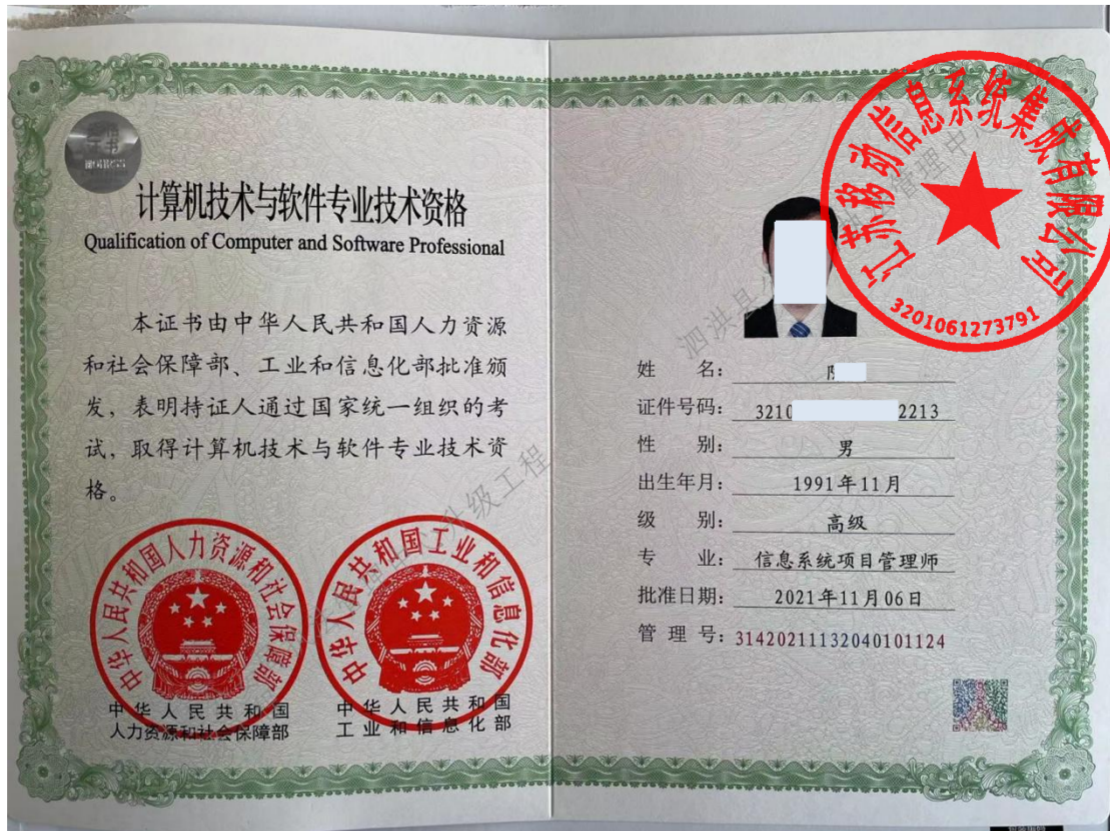 计算机技术与软件专业技术资格
Qualification of Computer and Software Professional
本证书由中华人民共和国人力资源
和社会保障部、工业和信息化部批准颁
发，表明持证人通过国家统一组织的考
试，取得计算机技术与软件专业技术资
格。
中华人民共和国人力资源和社会保障部
中华人民共和国工业和信息化部
中华人民共和国
人力资源和社会保障部
中华人民共和国
工业和信息化部
江苏移动信息系统集成有限公司
3201061273791
姓 名：
证件号码： 3210 2213
性 别： 男
出生年月： 1991年11月
级 别： 高级
专 业： 信息系统项目管理师
批准日期： 2021年11月06日
管 理 号： 31420211132040101124
泗洪县
管理中
升级工程